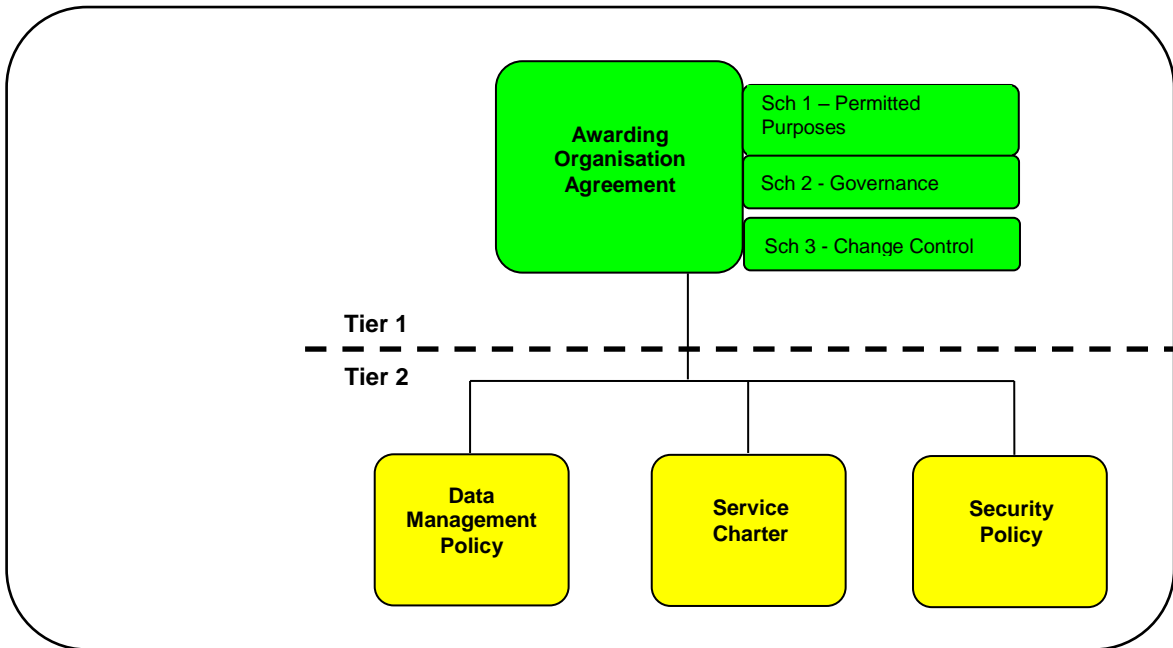 Awarding
Organisation
Agreement
Sch 1 – Permitted
Purposes
Sch 2 - Governance
Sch 3 - Change Control
Tier 1
Tier 2
Data
Management
Policy
Service
Charter
Security
Policy